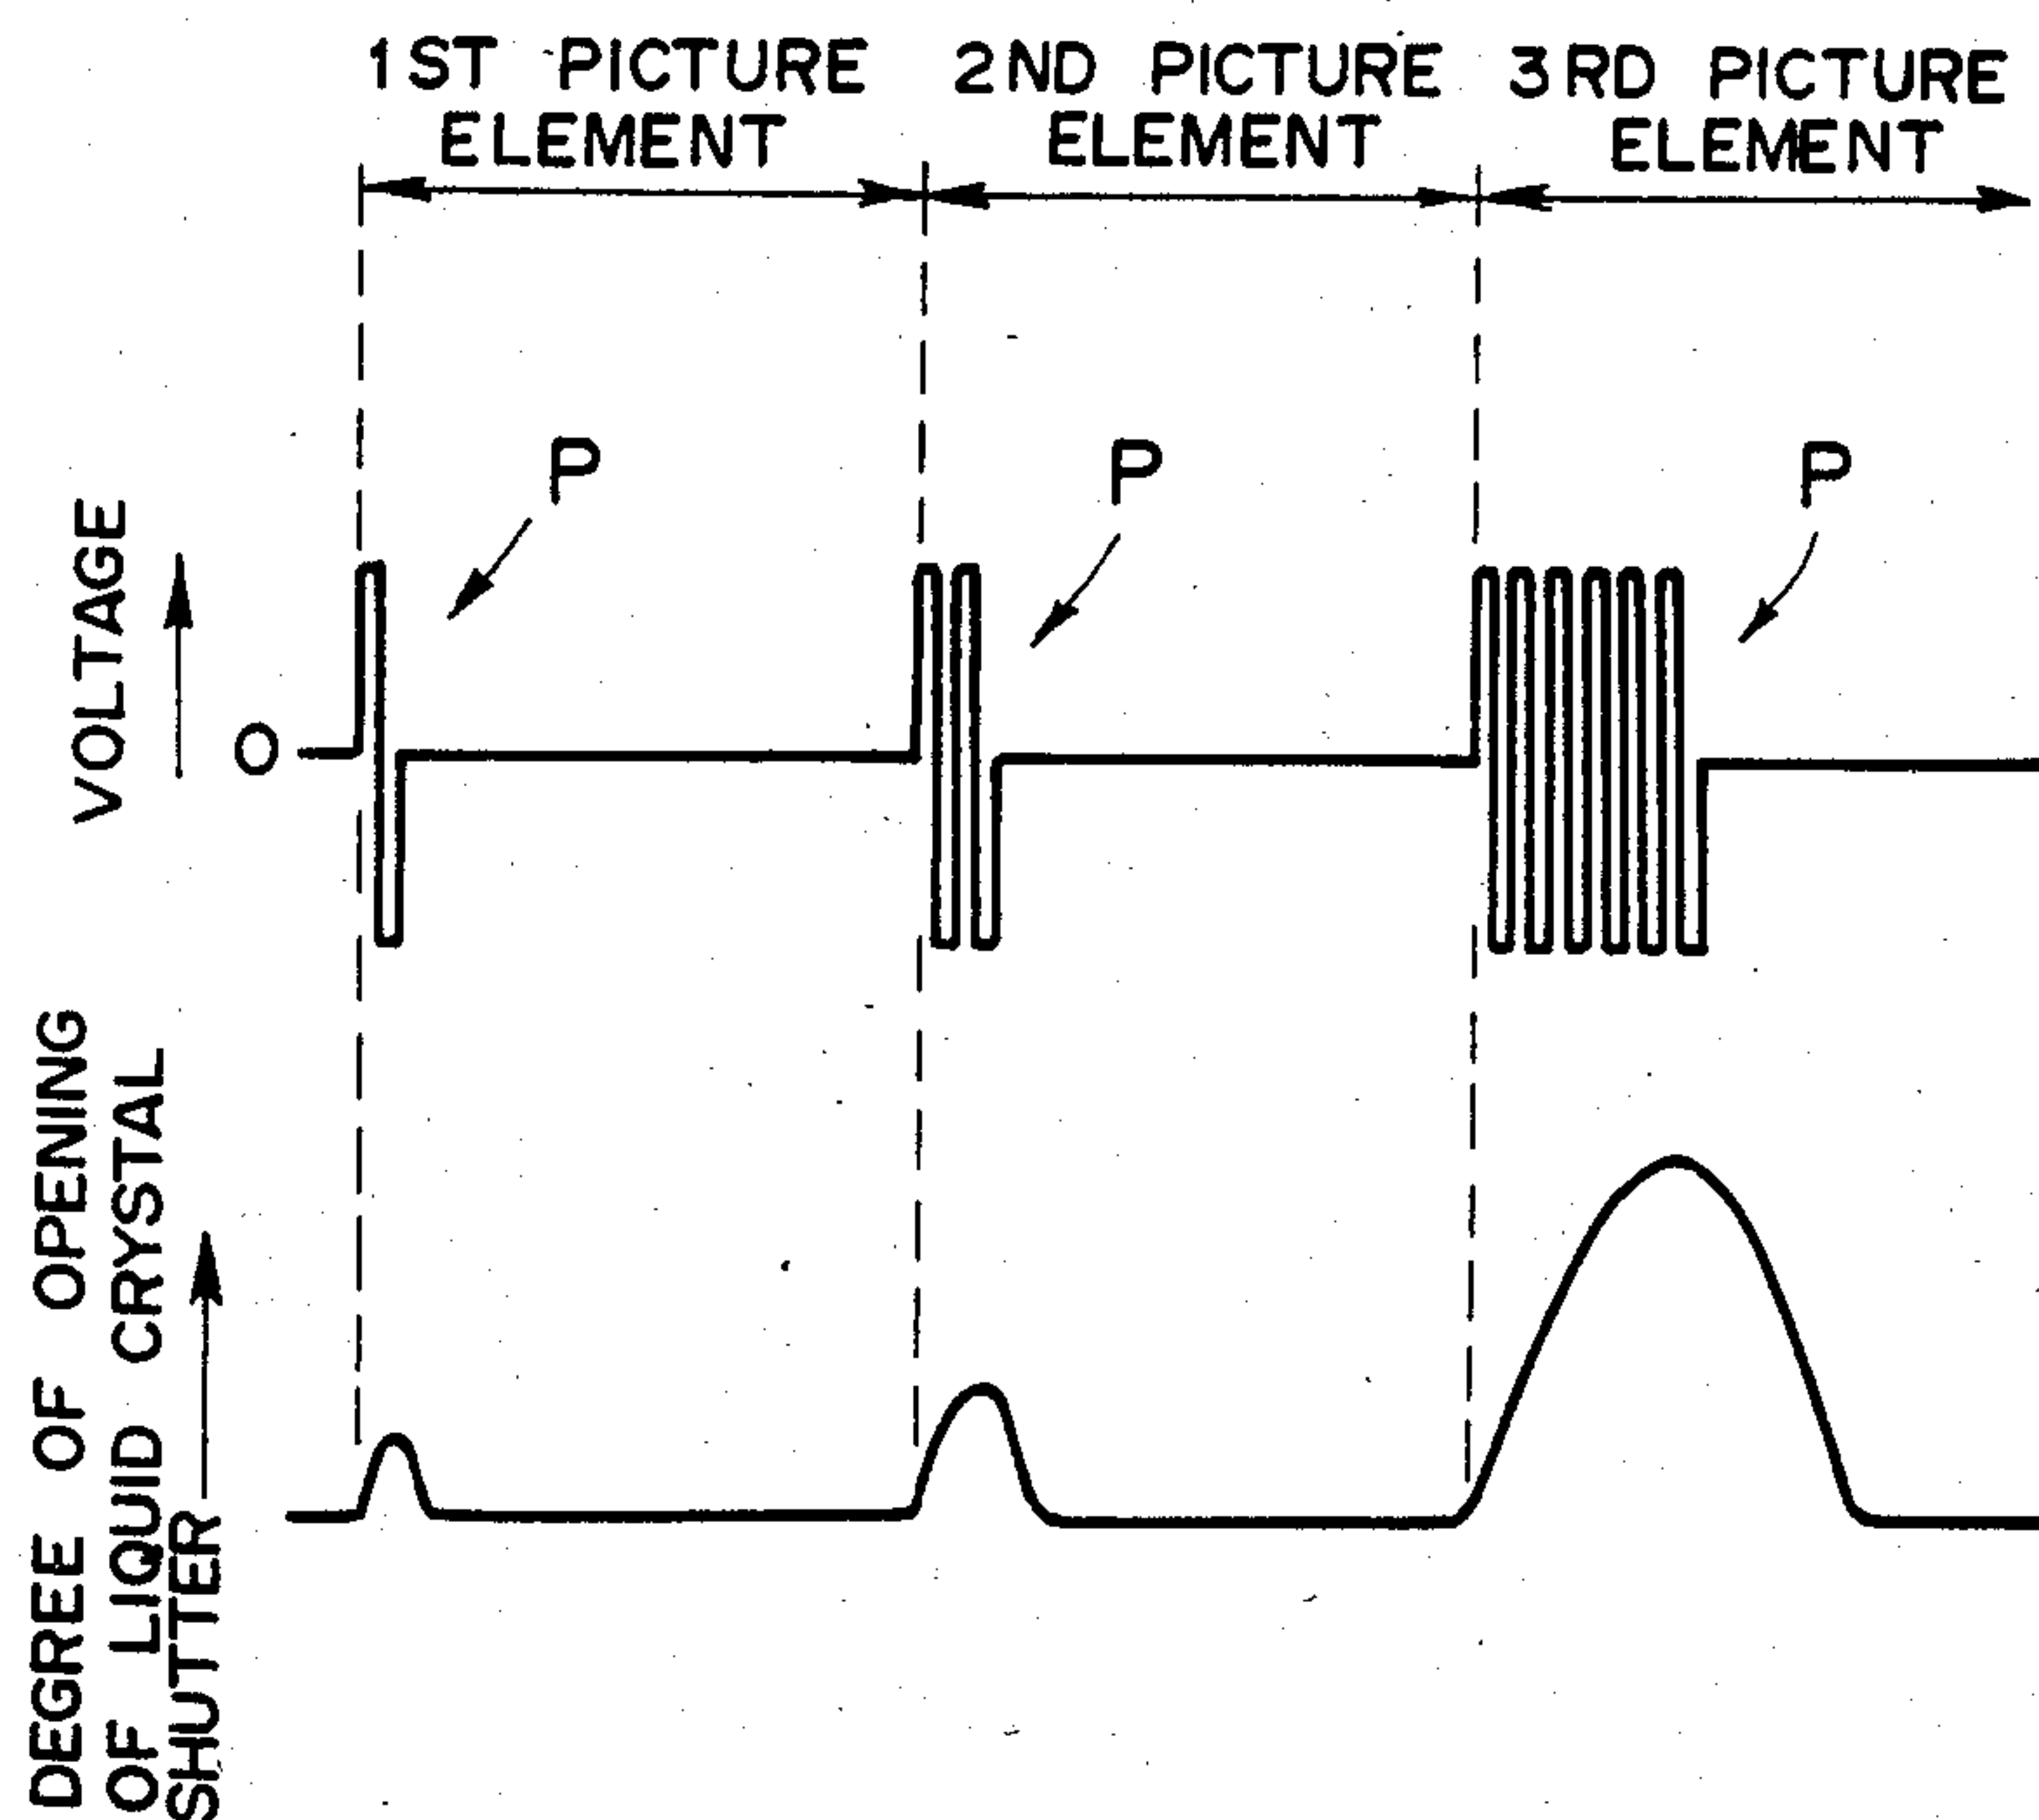 1ST PICTURE ELEMENT
2ND PICTURE ELEMENT
3RD PICTURE ELEMENT
P
P
P
VOLTAGE
O
DEGREE OF OPENING
OF LIQUID CRYSTAL
SHUTTER